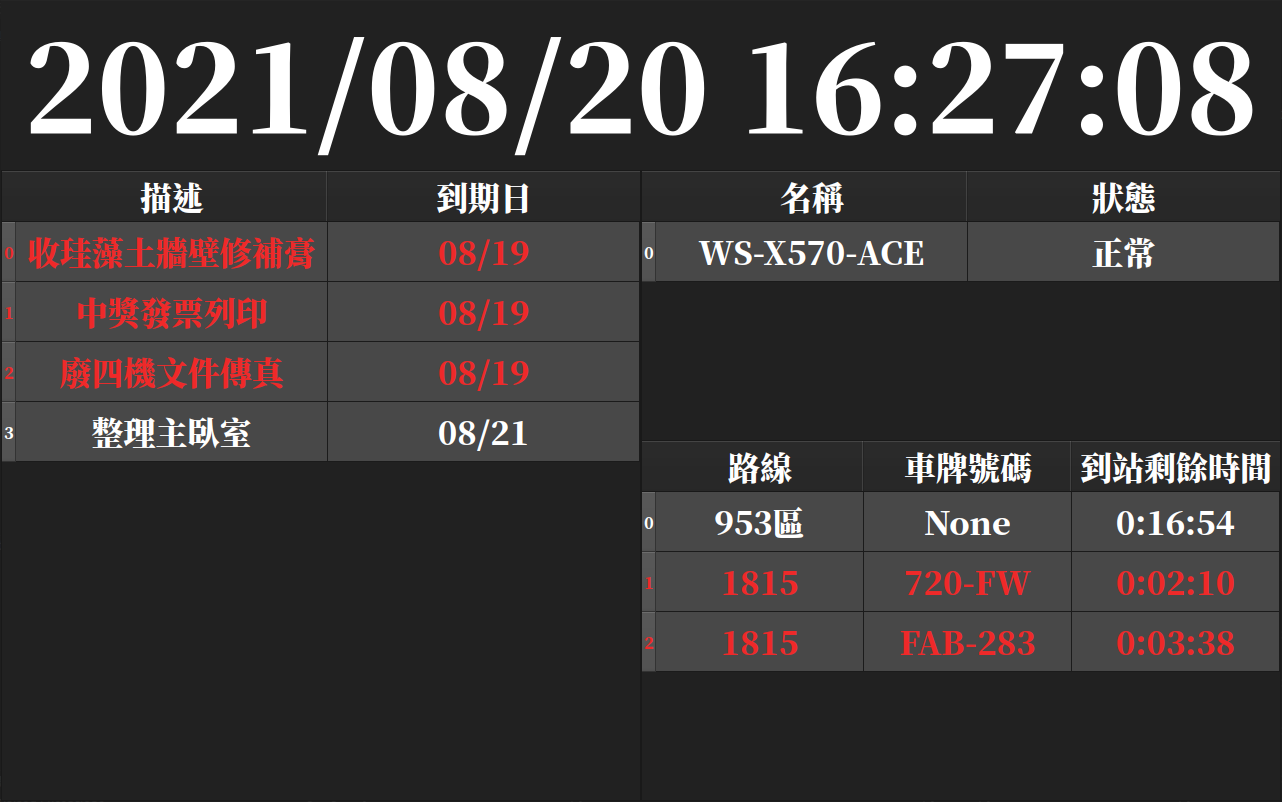 2021/08/20 16:27:08
描述 到期日
0 收珪藻土牆壁修補膏 08/19
1 中獎發票列印 08/19
2 廢四機文件傳真 08/19
3 整理主臥室 08/21
名稱 狀態
0 WS-X570-ACE 正常
路線 車牌號碼 到站剩餘時間
0 953區 None 0:16:54
1 1815 720-FW 0:02:10
2 1815 FAB-283 0:03:38